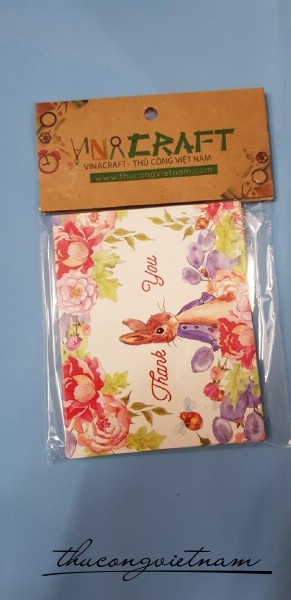 VINACRAFT
VINACRAFT - THỦ CÔNG VIỆT NAM
www.thucongvietnam.com
Thank You
thucongvietnam